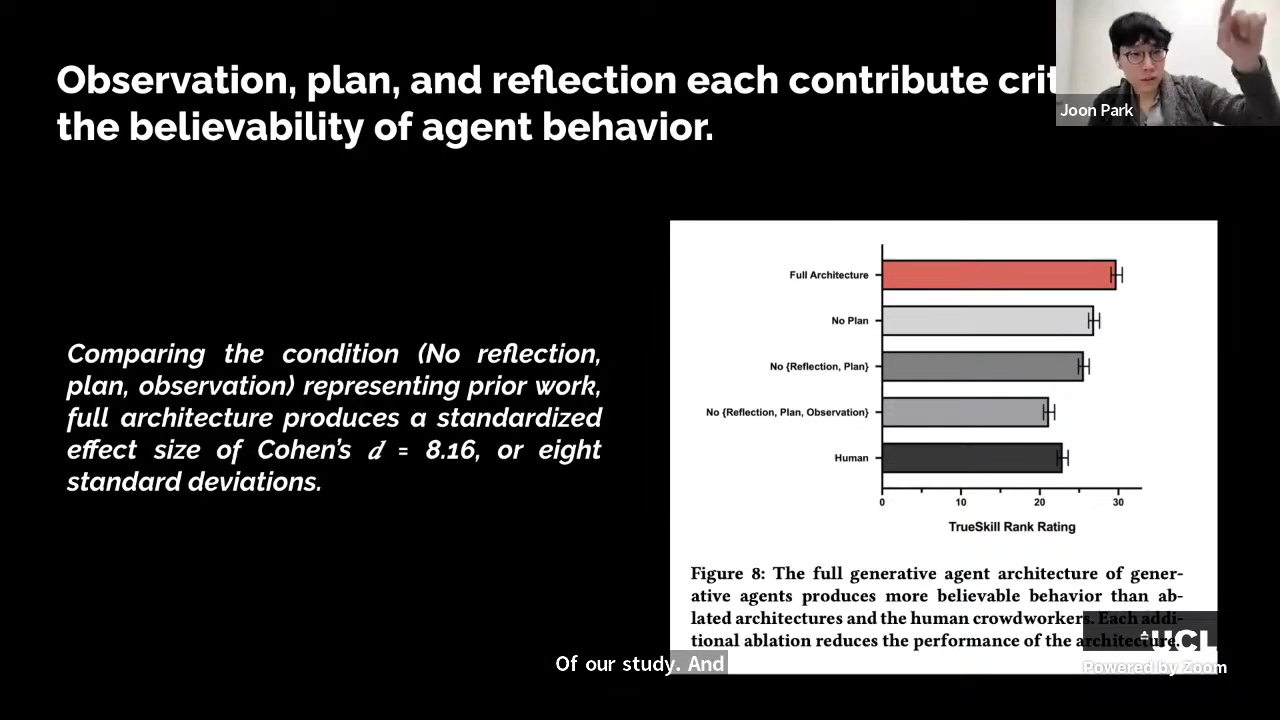 Observation, plan, and reflection each contribute
the believability of agent behavior.
Joon Park
Comparing the condition (No reflection,
plan, observation) representing prior work,
full architecture produces a standardized
effect size of Cohen's d = 8.16, or eight
standard deviations.
Full Architecture
No Plan
No {Reflection, Plan}
No {Reflection, Plan, Observation}
Human
0 10 20 30
TrueSkill Rank Rating
Figure 8: The full generative agent architecture of gener-
ative agents produces more believable behavior than ab-
lated architectures and the human crowdworkers. Each addi-
tional ablation reduces the performance of the architecture.
UCL
Powered by Zoom
Of our study. And